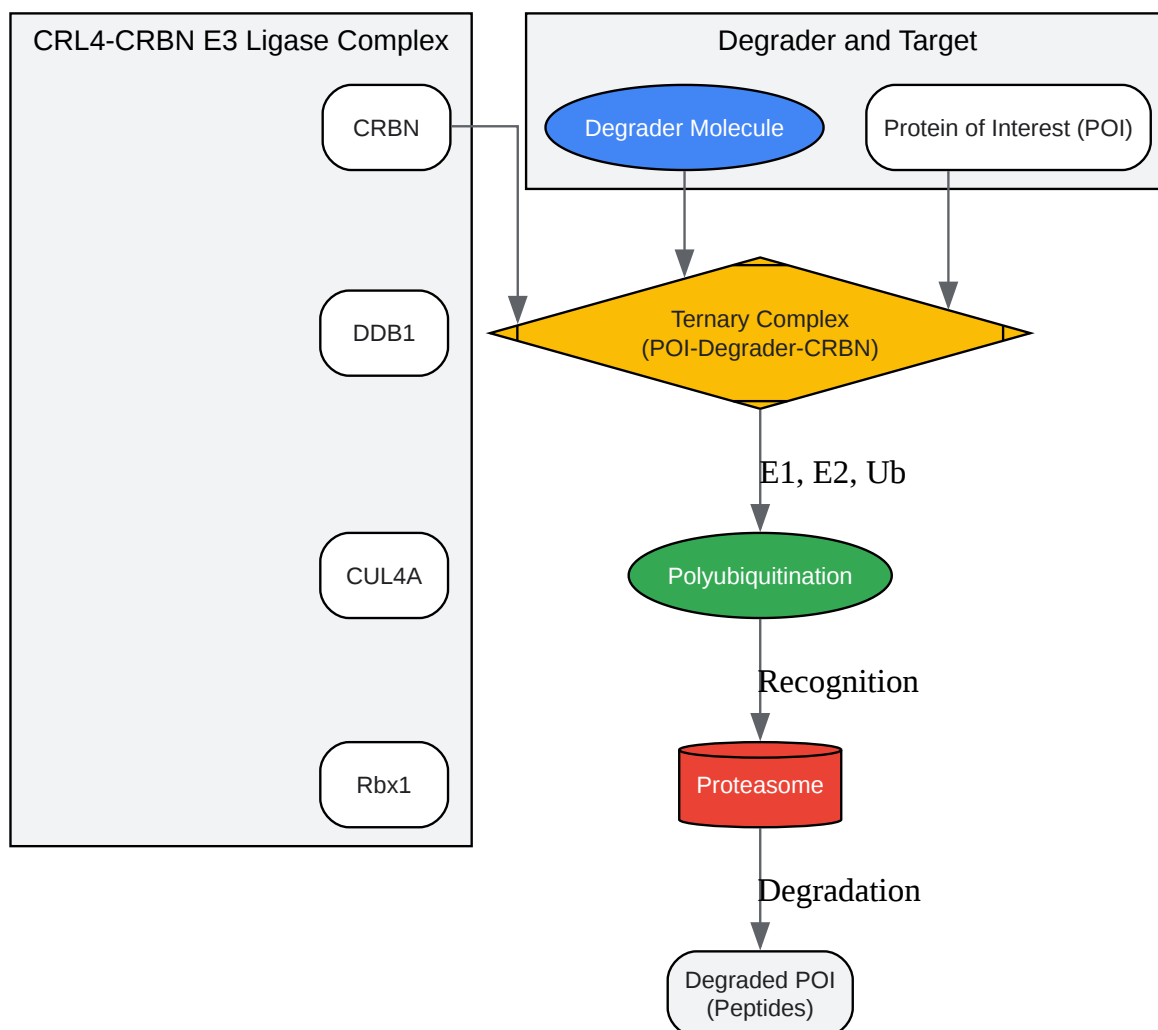 CRL4-CRBN E3 Ligase Complex
Degrader and Target
CRBN
Degrader Molecule
Protein of Interest (POI)
DDB1
Ternary Complex
(POI-Degrader-CRBN)
E1, E2, Ub
CUL4A
Polyubiquitination
Recognition
Rbx1
Proteasome
Degradation
Degraded POI
(Peptides)